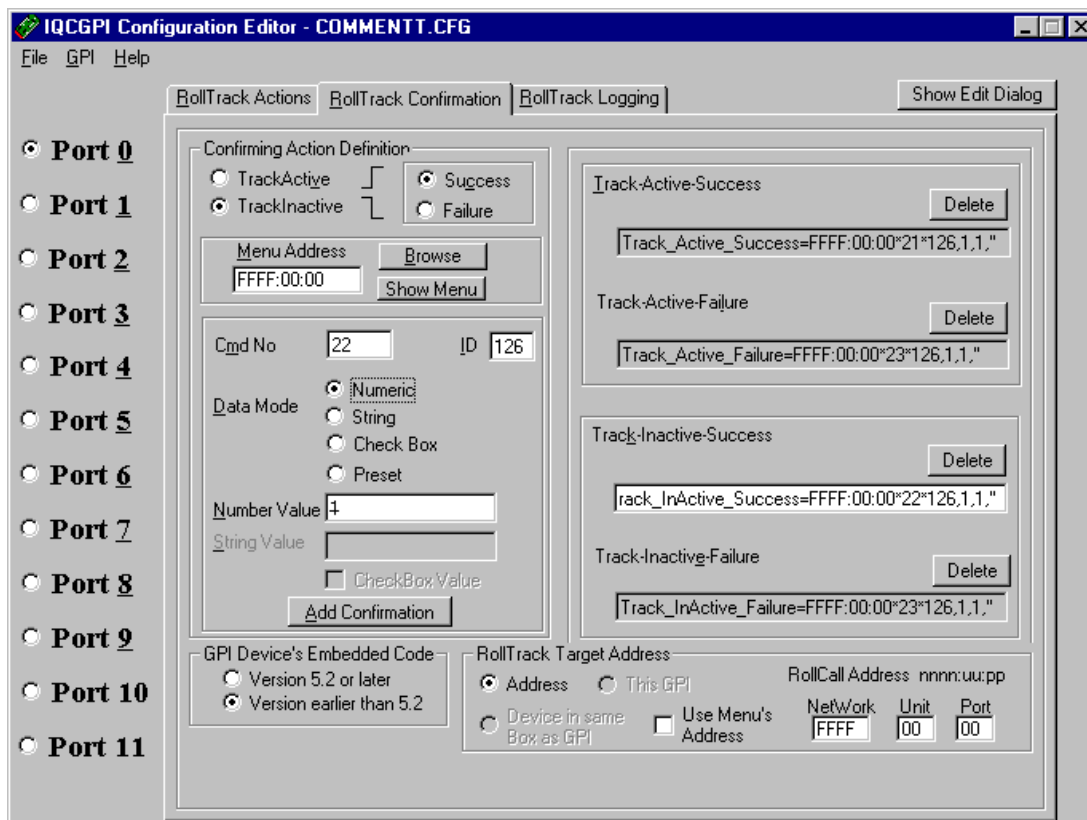 IQCGPI Configuration Editor - COMMENTT.CFG
File GPI Help
RollTrack Actions
RollTrack Confirmation
RollTrack Logging
Show Edit Dialog
Port 0
Port 1
Port 2
Port 3
Port 4
Port 5
Port 6
Port 7
Port 8
Port 9
Port 10
Port 11
Confirming Action Definition
TrackActive
TrackInactive
Success
Failure
Menu Address
FFFF:00:00
Browse
Show Menu
Cmd No 22 ID 126
Data Mode
Numeric
String
Check Box
Preset
Number Value 1
String Value
CheckBox Value
Add Confirmation
Track-Active-Success
Delete
Track_Active_Success=FFFF:00:00*21*126,1,1,"
Track-Active-Failure
Delete
Track_Active_Failure=FFFF:00:00*23*126,1,1,"
Track-Inactive-Success
Delete
rack_InActive_Success=FFFF:00:00*22*126,1,1,"
Track-Inactive-Failure
Delete
Track_InActive_Failure=FFFF:00:00*23*126,1,1,"
GPI Device's Embedded Code
Version 5.2 or later
Version earlier than 5.2
RollTrack Target Address
Address
This GPI
Device in same
Box as GPI
Use Menu's
Address
RollCall Address nnnn:uu:pp
NetWork Unit Port
FFFF 00 00